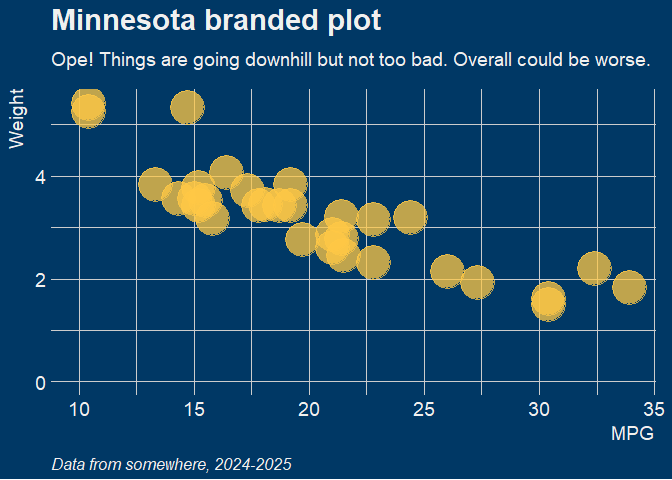 Minnesota branded plot
Ope! Things are going downhill but not too bad. Overall could be worse.
Weight
4
2
0
10 15 20 25 30 35
MPG
Data from somewhere, 2024-2025